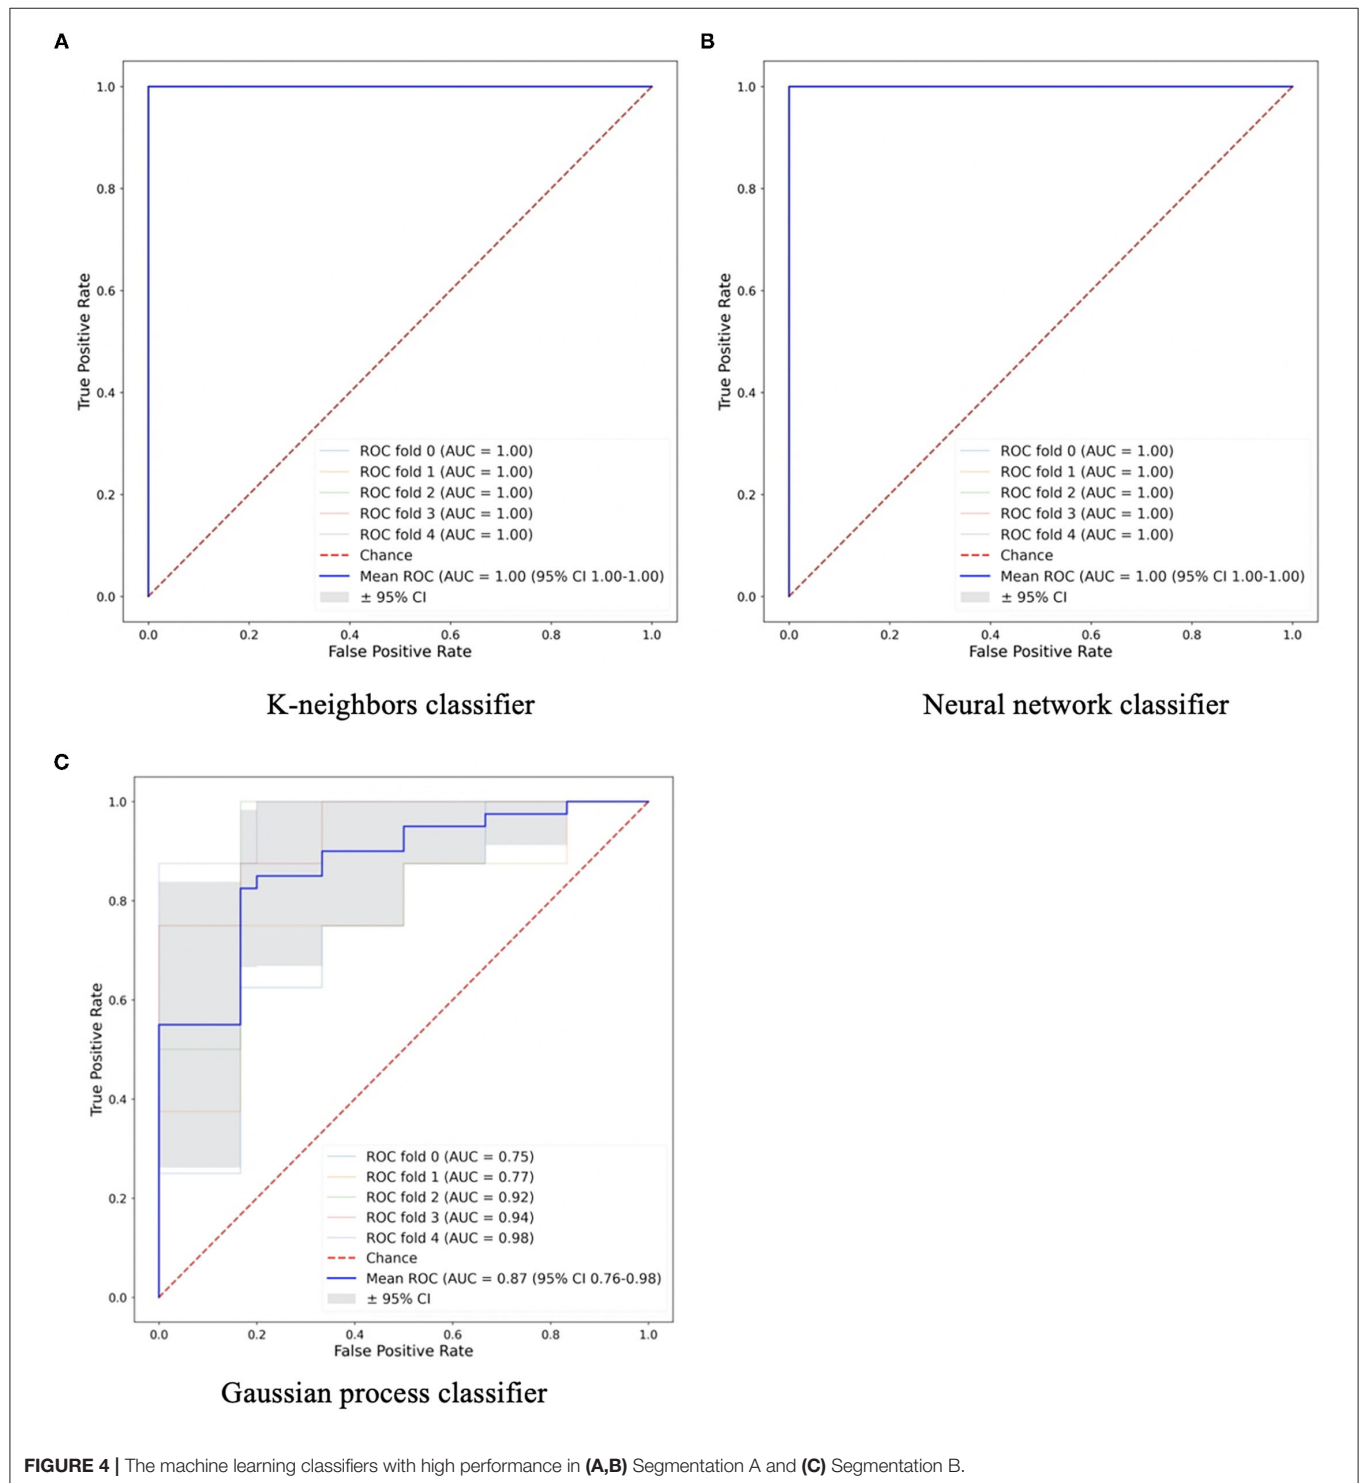 A
1.0
0.8
0.6
0.4
0.2
0.0
True Positive Rate
ROC fold 0 (AUC = 1.00)
ROC fold 1 (AUC = 1.00)
ROC fold 2 (AUC = 1.00)
ROC fold 3 (AUC = 1.00)
ROC fold 4 (AUC = 1.00)
Chance
Mean ROC (AUC = 1.00 (95% CI 1.00-1.00)
± 95% CI
0.0 0.2 0.4 0.6 0.8 1.0
False Positive Rate
K-neighbors classifier
B
1.0
0.8
0.6
0.4
0.2
0.0
True Positive Rate
ROC fold 0 (AUC = 1.00)
ROC fold 1 (AUC = 1.00)
ROC fold 2 (AUC = 1.00)
ROC fold 3 (AUC = 1.00)
ROC fold 4 (AUC = 1.00)
Chance
Mean ROC (AUC = 1.00 (95% CI 1.00-1.00)
± 95% CI
0.0 0.2 0.4 0.6 0.8 1.0
False Positive Rate
Neural network classifier
C
1.0
0.8
0.6
0.4
0.2
0.0
True Positive Rate
ROC fold 0 (AUC = 0.75)
ROC fold 1 (AUC = 0.77)
ROC fold 2 (AUC = 0.92)
ROC fold 3 (AUC = 0.94)
ROC fold 4 (AUC = 0.98)
Chance
Mean ROC (AUC = 0.87 (95% CI 0.76-0.98)
± 95% CI
0.0 0.2 0.4 0.6 0.8 1.0
False Positive Rate
Gaussian process classifier
FIGURE 4 | The machine learning classifiers with high performance in (A,B) Segmentation A and (C) Segmentation B.